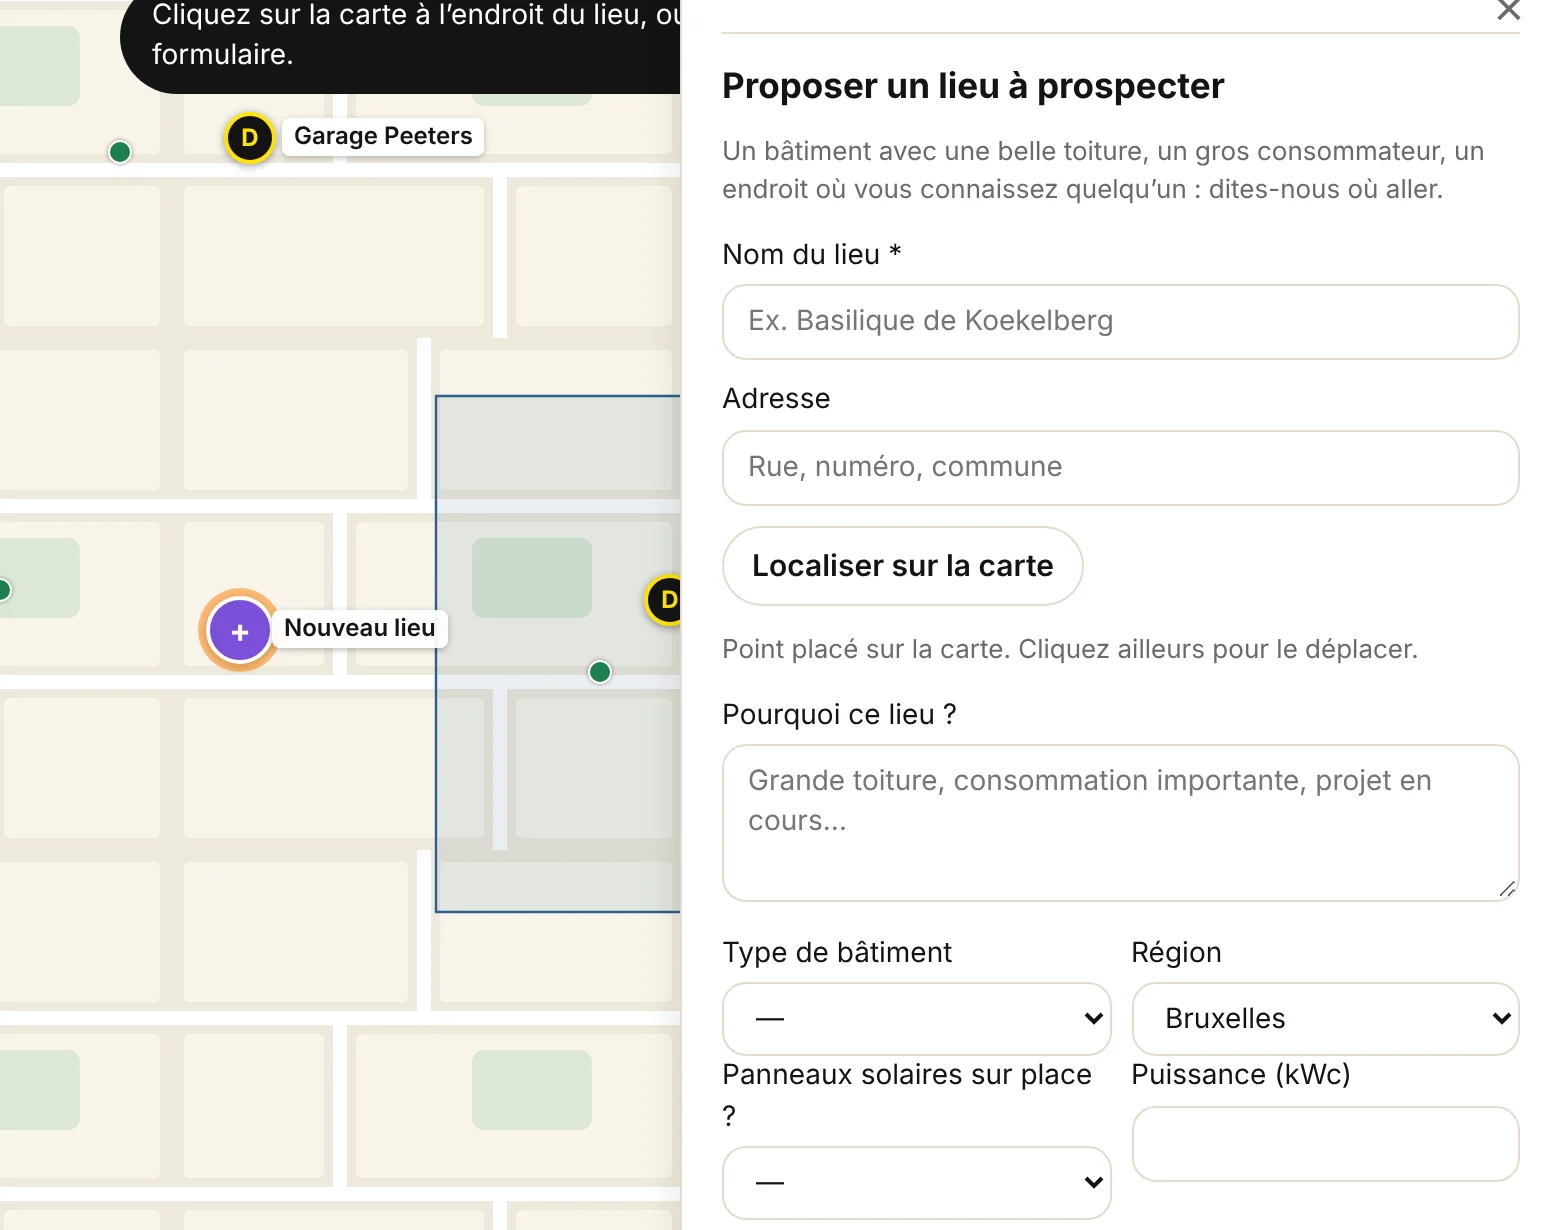 Cliquez sur la carte à l’endroit du lieu, ou
formulaire.
D
Garage Peeters
D
+
Nouveau lieu
Proposer un lieu à prospecter
Un bâtiment avec une belle toiture, un gros consommateur, un
endroit où vous connaissez quelqu’un : dites-nous où aller.
Nom du lieu *
Ex. Basilique de Koekelberg
Adresse
Rue, numéro, commune
Localiser sur la carte
Point placé sur la carte. Cliquez ailleurs pour le déplacer.
Pourquoi ce lieu ?
Grande toiture, consommation importante, projet en
cours...
Type de bâtiment
Région
—
Bruxelles
Panneaux solaires sur place
?
Puissance (kWc)
—